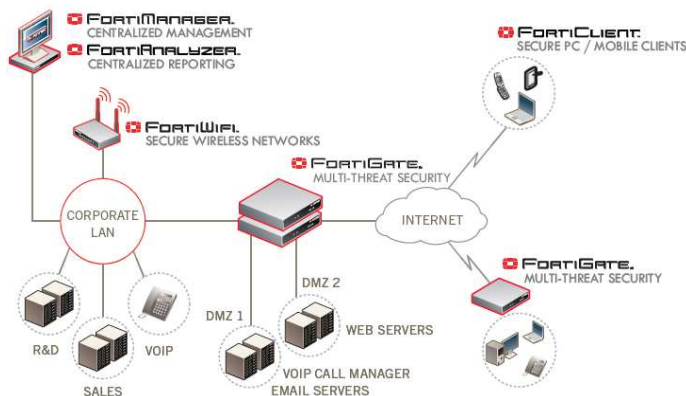 FORTIMANAGER.
CENTRALIZED MANAGEMENT
FORTIANALYZER.
CENTRALIZED REPORTING
FORTICLIENT.
SECURE PC / MOBILE CLIENTS
FORTIWIFI.
SECURE WIRELESS NETWORKS
FORTIGATE.
MULTI-THREAT SECURITY
CORPORATE
LAN
INTERNET
FORTIGATE.
MULTI-THREAT SECURITY
DMZ 2
DMZ 1
WEB SERVERS
R&D
VOIP
SALES
VOIP CALL MANAGER
EMAIL SERVERS